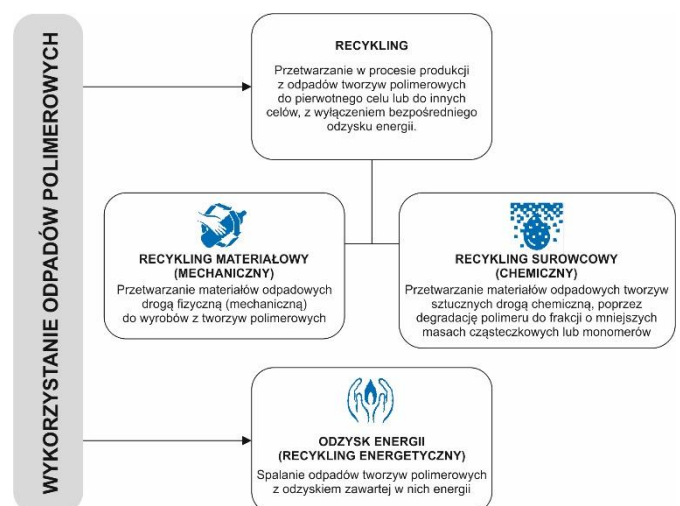 WYKORZYSTANIE ODPADÓW POLIMEROWYCH
RECYKLING
Przetwarzanie w procesie produkcji
z odpadów tworzyw polimerowych
do pierwotnego celu lub do innych
celów, z wyłączeniem bezpośredniego
odzysku energii.
RECYKLING MATERIAŁOWY
(MECHANICZNY)
Przetwarzanie materiałów odpadowych
drogą fizyczną (mechaniczną)
do wyrobów z tworzyw polimerowych
RECYKLING SUROWCOWY
(CHEMICZNY)
Przetwarzanie materiałów odpadowych tworzyw
sztucznych drogą chemiczną, poprzez
degradację polimeru do frakcji o mniejszych
masach cząsteczkowych lub monomerów
ODZYSK ENERGII
(RECYKLING ENERGETYCZNY)
Spalanie odpadów tworzyw polimerowych
z odzyskiem zawartej w nich energii